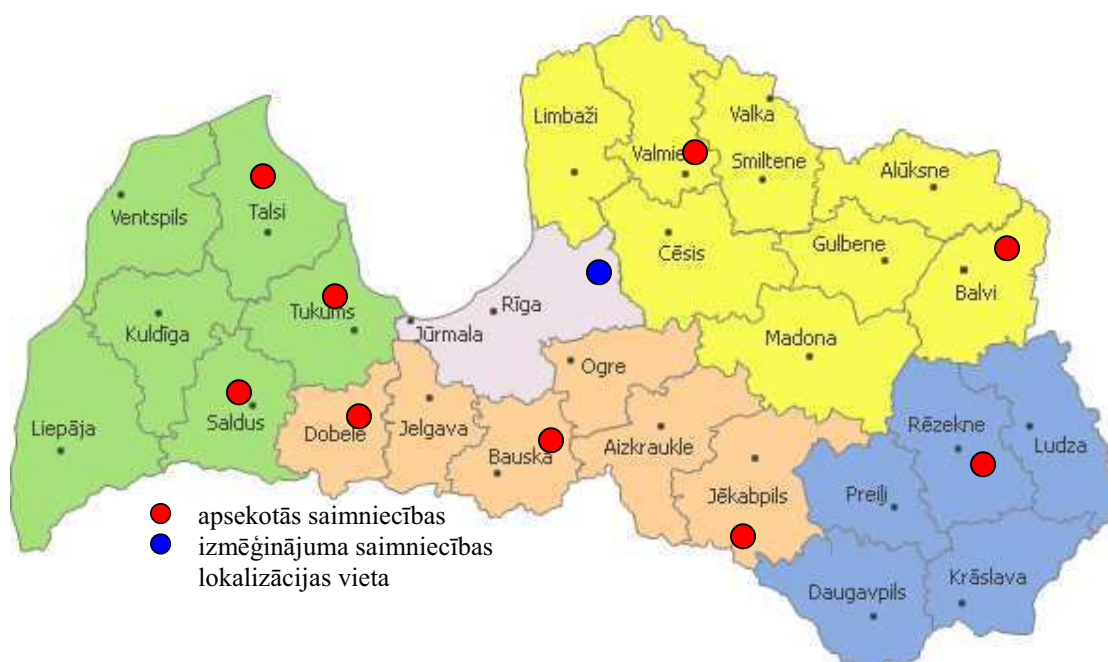 Limbaži
Valka
Valmie
Smiltene
Alūksne
Ventspils
Talsi
Cēsis
Gulbene
Balvi
Tukums
Rīga
Kuldīga
Jūrmala
Madona
Ogre
Liepāja
Saldus
Dobele
Jelgava
Bauska
Aizkraukle
Rēzekne
Ludza
Jēkabpils
Preiļi
Daugavpils
Krāslava
apsekotās saimniecības
izmēģinājuma saimniecības
lokalizācijas vieta